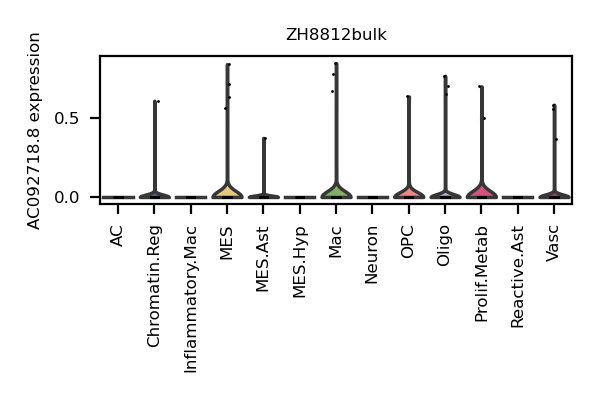 ZH8812bulk
AC092718.8 expression
0.5
0.0
AC
Chromatin.Reg
Inflammatory.Mac
MES
MES.Ast
MES.Hyp
Mac
Neuron
OPC
Oligo
Prolif.Metab
Reactive.Ast
Vasc